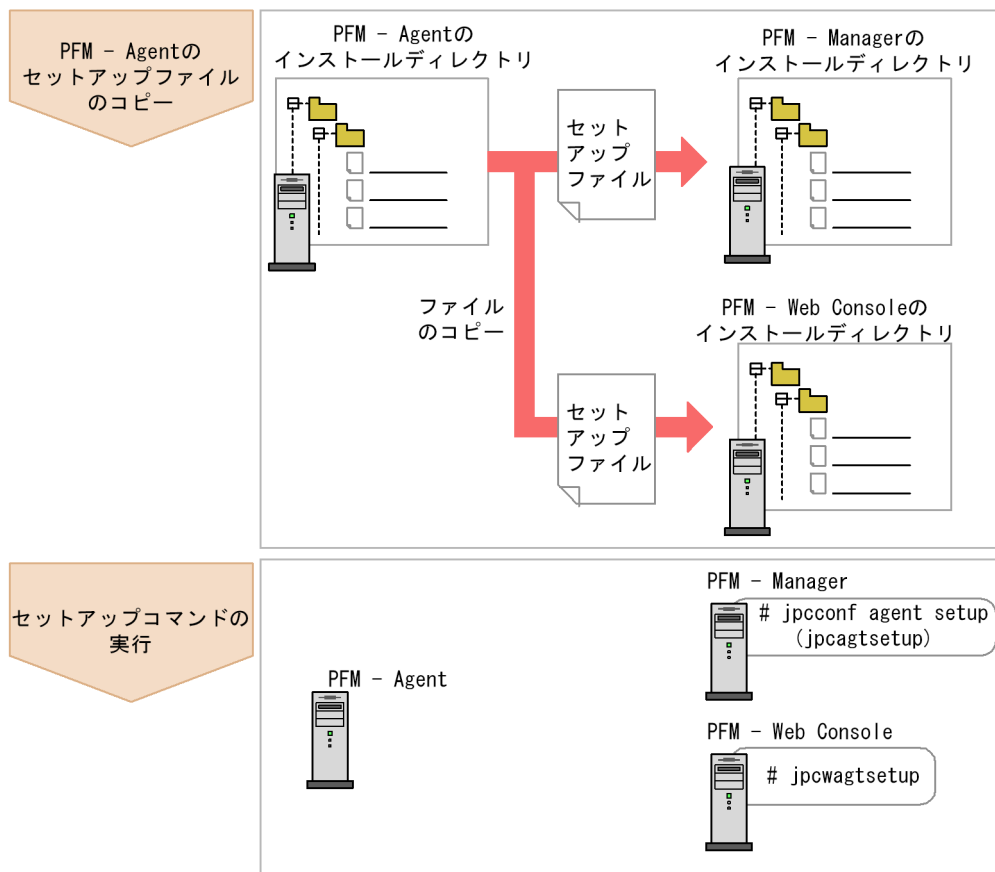 PFM - Agentの
セットアップファイル
のコピー
PFM - Agentの
インストールディレクトリ
PFM - Managerの
インストールディレクトリ
セット
アップ
ファイル
ファイル
のコピー
PFM - Web Consoleの
インストールディレクトリ
セット
アップ
ファイル
セットアップコマンドの
実行
PFM - Manager
# jpcconf agent setup
(jpcagtsetup)
PFM - Agent
PFM - Web Console
# jpcwagtsetup